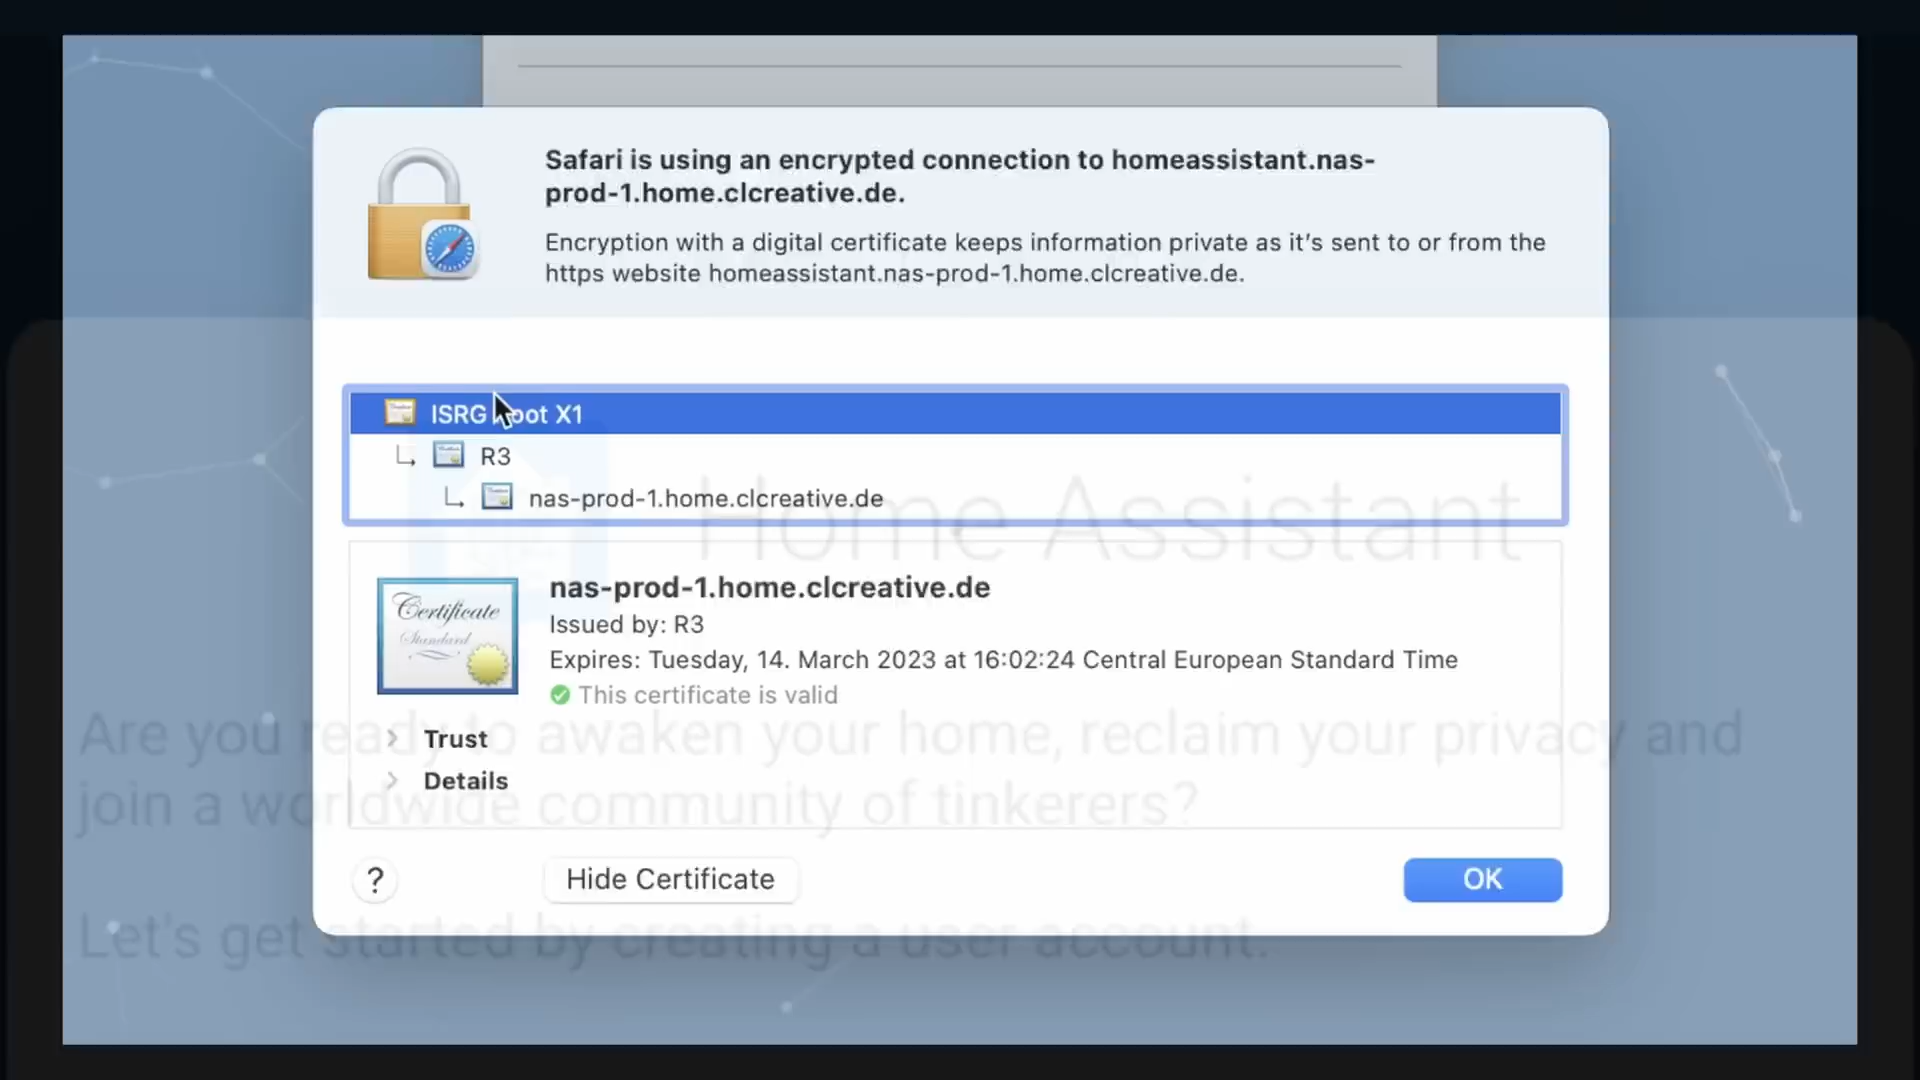 Safari is using an encrypted connection to homeassistant.nas-
prod-1.home.clcreative.de.
Encryption with a digital certificate keeps information private as it's sent to or from the
https website homeassistant.nas-prod-1.home.clcreative.de.
ISRG Root X1
R3
nas-prod-1.home.clcreative.de
Home Assistant
Certificate
Standard
nas-prod-1.home.clcreative.de
Issued by: R3
Expires: Tuesday, 14. March 2023 at 16:02:24 Central European Standard Time
This certificate is valid
Are you ready to awaken your home, reclaim your privacy and
join a worldwide community of tinkerers?
Trust
Details
?
Hide Certificate
OK
Let's get started by creating a user account.